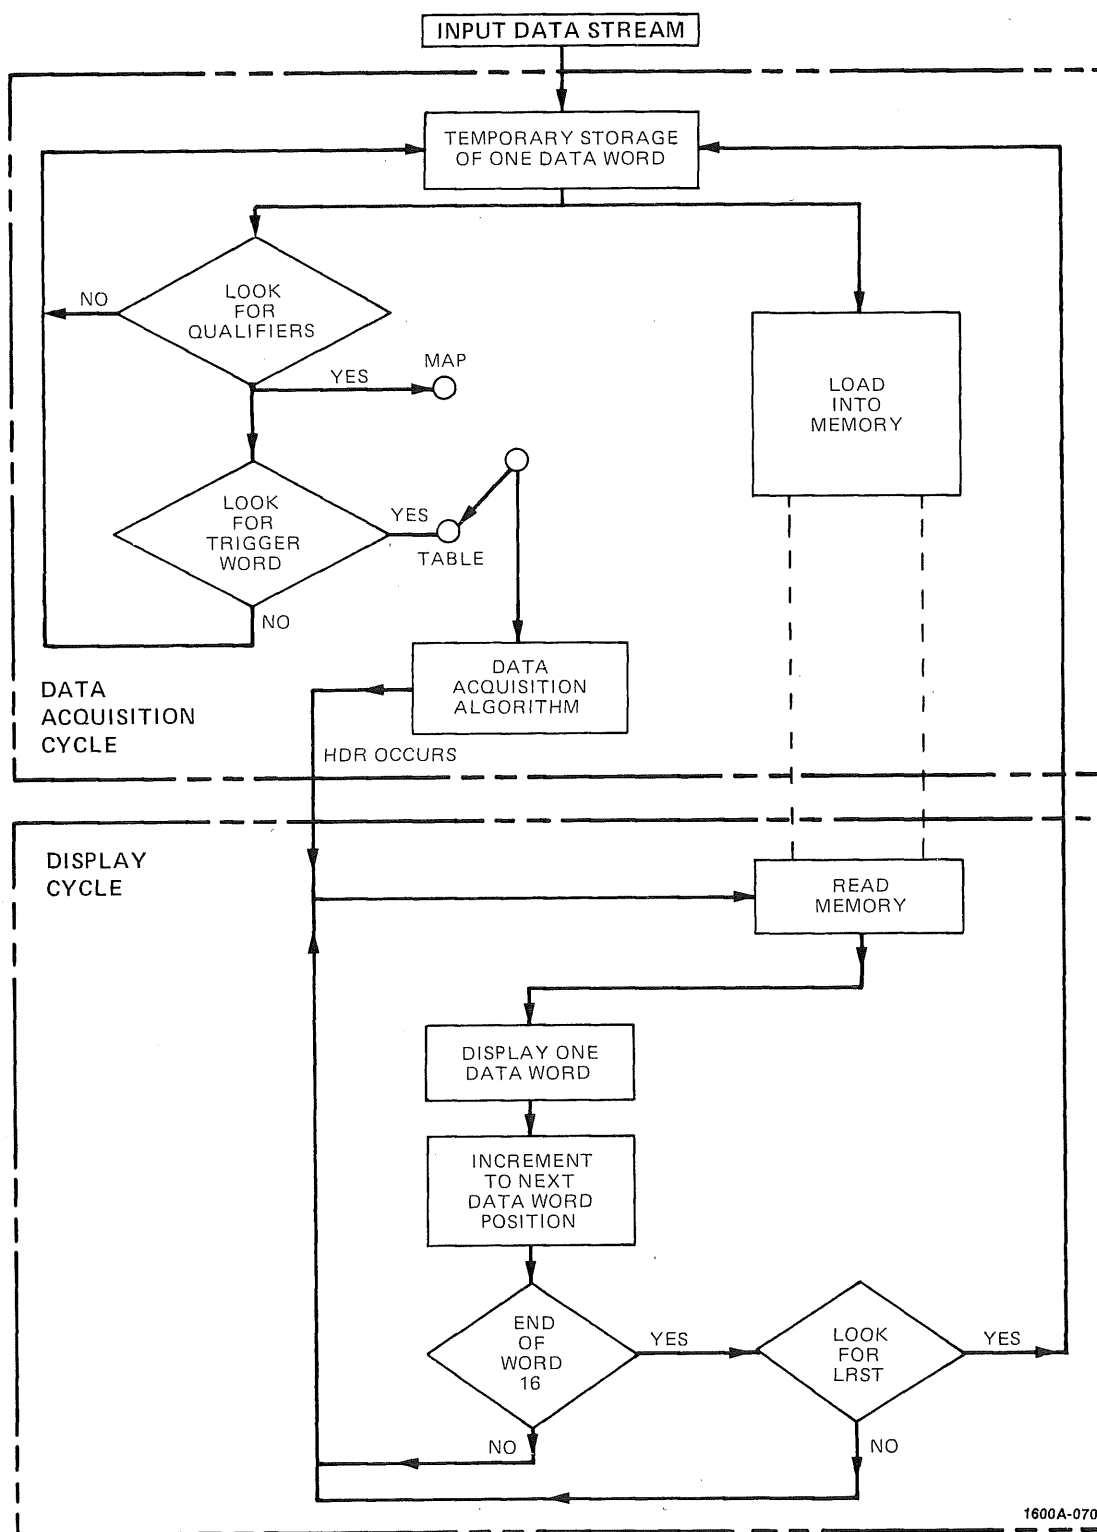 INPUT DATA STREAM
TEMPORARY STORAGE
OF ONE DATA WORD
LOOK
FOR
QUALIFIERS
NO
YES
MAP
LOAD
INTO
MEMORY
LOOK
FOR
TRIGGER
WORD
YES
TABLE
NO
DATA
ACQUISITION
ALGORITHM
DATA
ACQUISITION
CYCLE
HDR OCCURS
DISPLAY
CYCLE
READ
MEMORY
DISPLAY ONE
DATA WORD
INCREMENT
TO NEXT
DATA WORD
POSITION
END
OF
WORD
16
YES
LOOK
FOR
LRST
YES
NO
NO
1600A-070